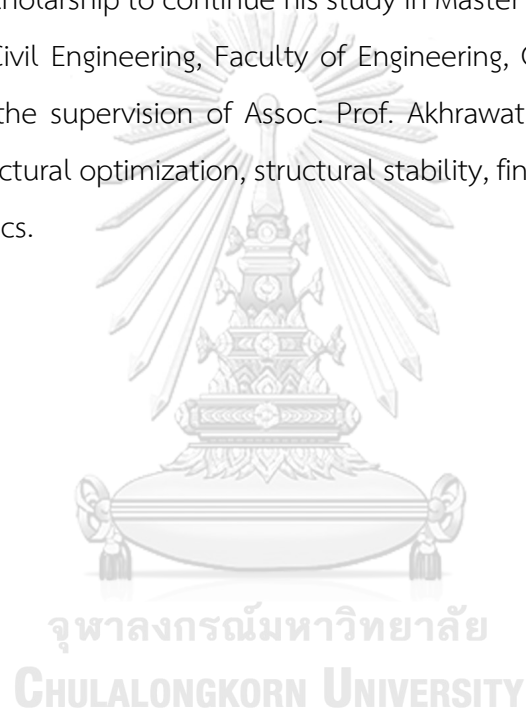 cholarship to continue his study in Master
Civil Engineering, Faculty of Engineering,
the supervision of Assoc. Prof. Akhrawat
ctural optimization, structural stability, fin
cs.
จุฬาลงกรณ์มหาวิทยาลัย
CHULALONGKORN UNIVERSITY